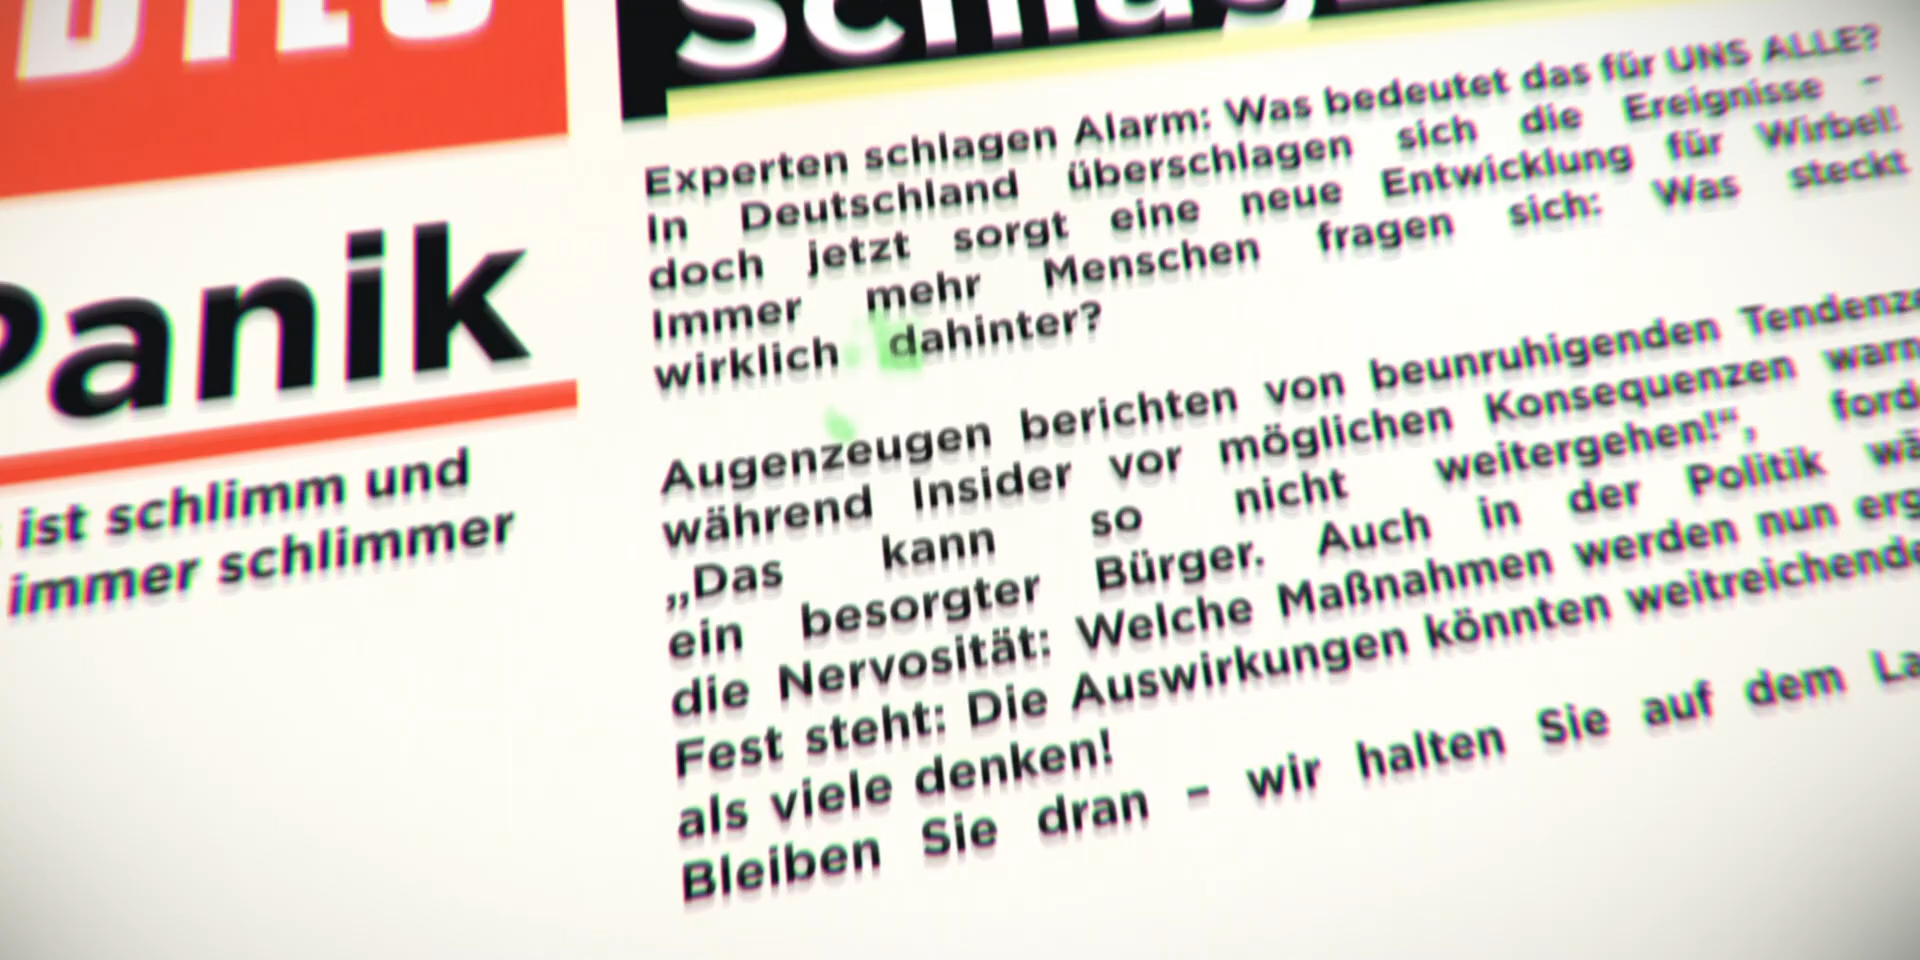 Panik
ist schlimm und
immer schlimmer
Experten schlagen Alarm: Was bedeutet das für UNS ALLE?
In Deutschland überschlagen sich die Ereignisse –
doch jetzt sorgt eine neue Entwicklung für Wirbel!
Immer mehr Menschen fragen sich: Was steckt
wirklich dahinter?
Augenzeugen berichten von beunruhigenden
während Insider vor möglichen Konsequenzen
„Das kann so nicht weitergehen!“,
ein besorgter Bürger. Auch in der Politik
die Nervosität: Welche Maßnahmen werden nun
Fest steht: Die Auswirkungen könnten
als viele denken!
Bleiben Sie dran – wir halten Sie auf dem